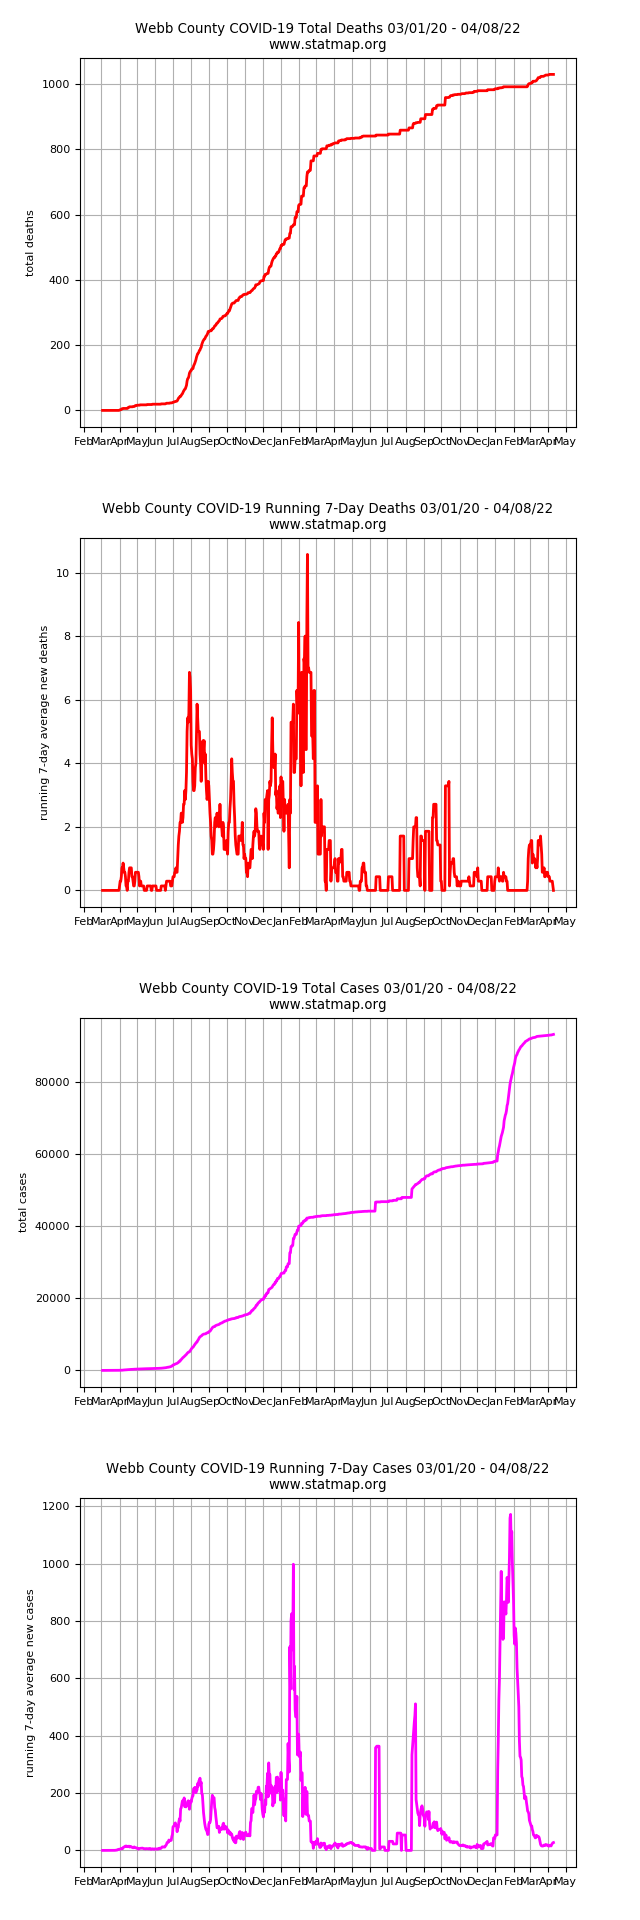 Webb County COVID-19 Total Deaths 03/01/20 - 04/08/22
www.statmap.org
1000
800
600
400
200
0
total deaths
Feb Mar Apr May Jun Jul Aug Sep Oct Nov Dec Jan Feb Mar Apr May Jun Jul Aug Sep Oct Nov Dec Jan Feb Mar Apr May
Webb County COVID-19 Running 7-Day Deaths 03/01/20 - 04/08/22
www.statmap.org
10
8
6
4
2
0
running 7-day average new deaths
Feb Mar Apr May Jun Jul Aug Sep Oct Nov Dec Jan Feb Mar Apr May Jun Jul Aug Sep Oct Nov Dec Jan Feb Mar Apr May
Webb County COVID-19 Total Cases 03/01/20 - 04/08/22
www.statmap.org
80000
60000
40000
20000
0
total cases
Feb Mar Apr May Jun Jul Aug Sep Oct Nov Dec Jan Feb Mar Apr May Jun Jul Aug Sep Oct Nov Dec Jan Feb Mar Apr May
Webb County COVID-19 Running 7-Day Cases 03/01/20 - 04/08/22
www.statmap.org
1200
1000
800
600
400
200
0
running 7-day average new cases
Feb Mar Apr May Jun Jul Aug Sep Oct Nov Dec Jan Feb Mar Apr May Jun Jul Aug Sep Oct Nov Dec Jan Feb Mar Apr May